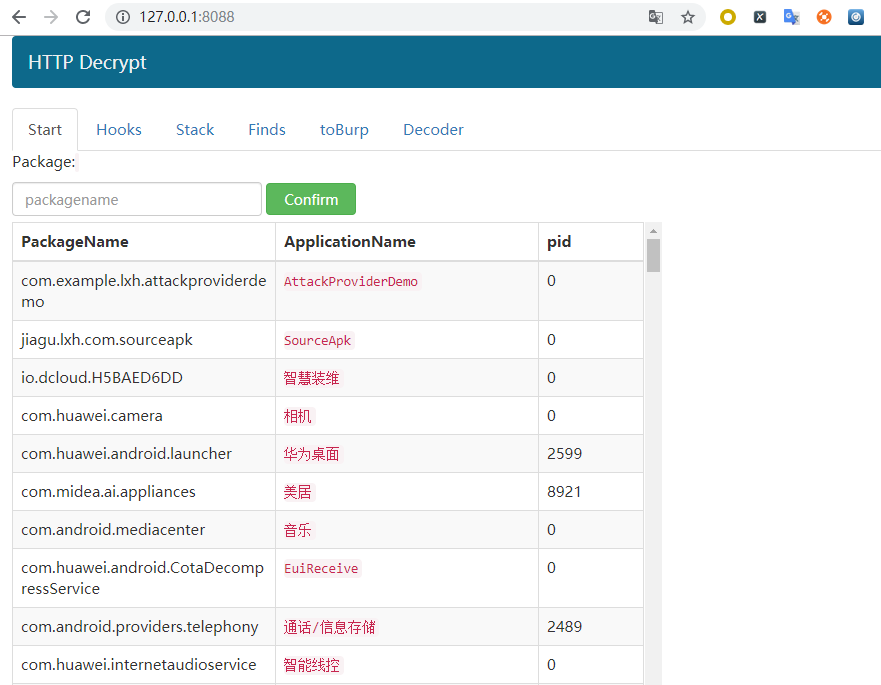 127.0.0.1:8088
HTTP Decrypt
Start Hooks Stack Finds toBurp Decoder
Package:
packagename Confirm
PackageName ApplicationName pid
com.example.lxh.attackproviderde AttackProviderDemo 0
mo
jiagu.lxh.com.sourceapk SourceApk 0
io.dcloud.H5BAED6DD 智慧装维 0
com.huawei.camera 相机 0
com.huawei.android.launcher 华为桌面 2599
com.midea.ai.appliances 美居 8921
com.android.mediacenter 音乐 0
com.huawei.android.CotaDecomp EuiReceive 0
ressService
com.android.providers.telephony 通话/信息存储 2489
com.huawei.internetaudioservice 智能线控 0